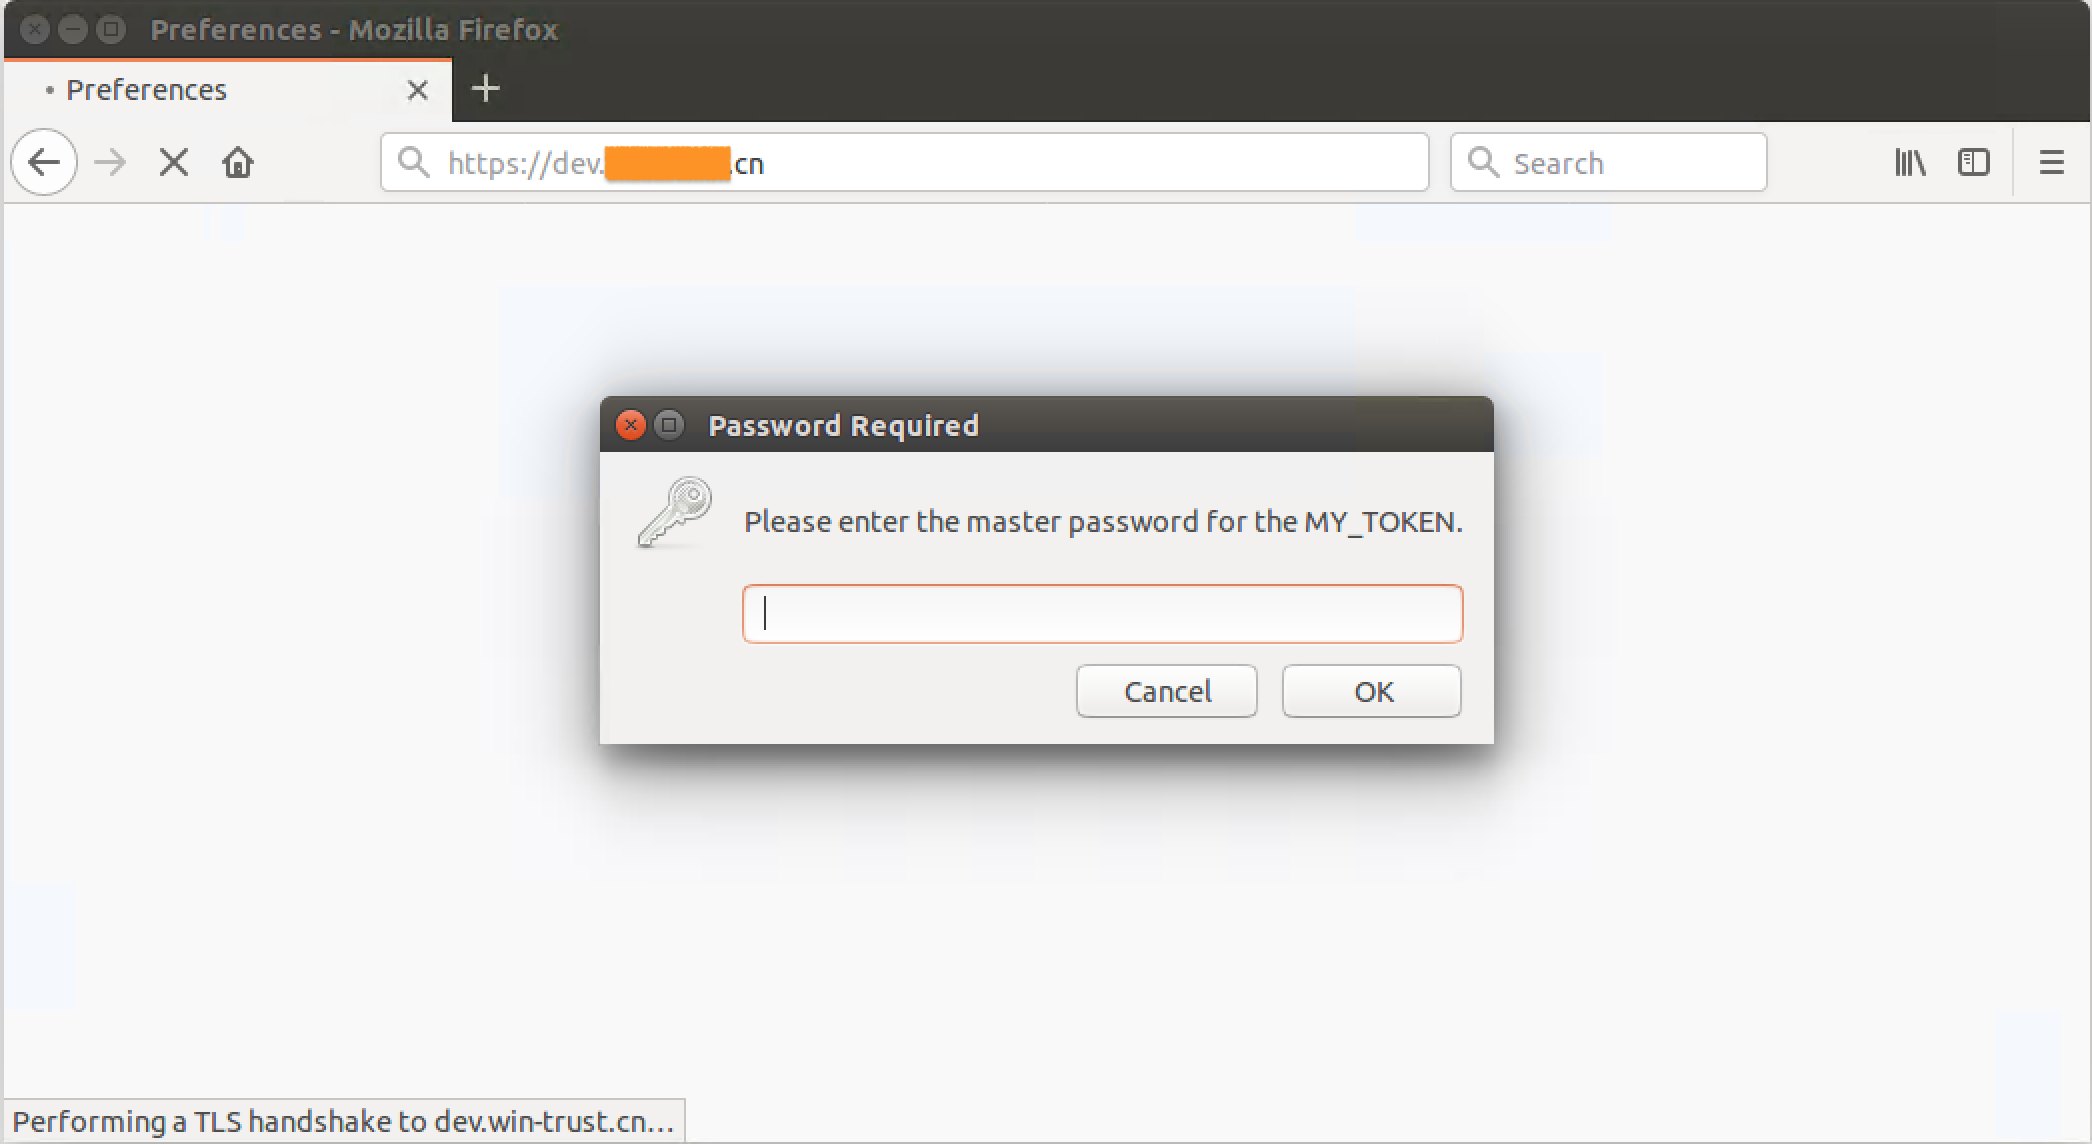 Preferences - Mozilla Firefox
• Preferences
https://dev. .cn
Search
Password Required
Please enter the master password for the MY_TOKEN.
Cancel
OK
Performing a TLS handshake to dev.win-trust.cn...